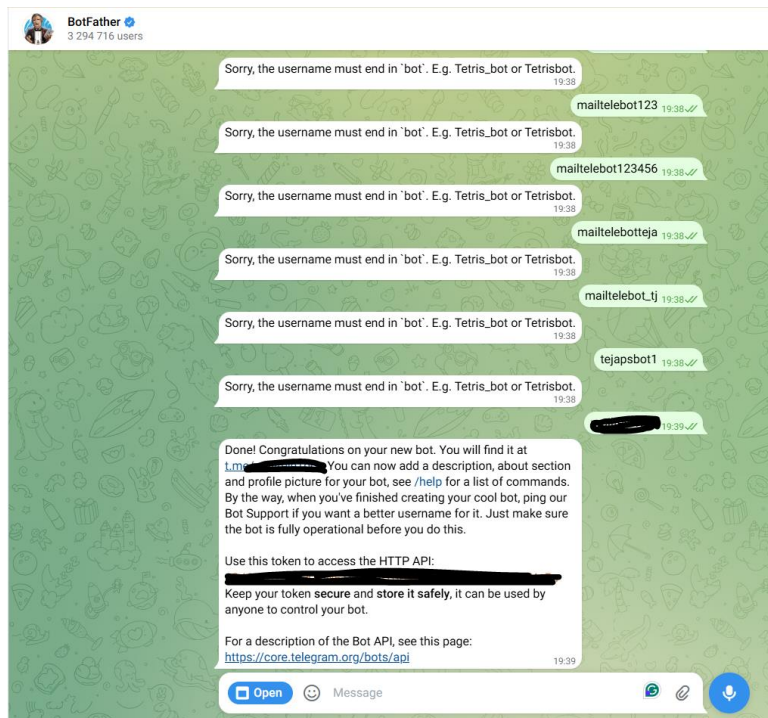 BotFather
3 294 716 users
Sorry, the username must end in `bot`. E.g. Tetris_bot or Tetrisbot.
19:38
mailtelebot123 19:38
Sorry, the username must end in `bot`. E.g. Tetris_bot or Tetrisbot.
19:38
mailtelebot123456 19:38
Sorry, the username must end in `bot`. E.g. Tetris_bot or Tetrisbot.
19:38
mailtelebotteja 19:38
Sorry, the username must end in `bot`. E.g. Tetris_bot or Tetrisbot.
19:38
mailtelebot_tj 19:38
Sorry, the username must end in `bot`. E.g. Tetris_bot or Tetrisbot.
19:38
tejapsbot1 19:38
Sorry, the username must end in `bot`. E.g. Tetris_bot or Tetrisbot.
19:38
19:39
Done! Congratulations on your new bot. You will find it at
t.me You can now add a description, about section
and profile picture for your bot, see /help for a list of commands.
By the way, when you've finished creating your cool bot, ping our
Bot Support if you want a better username for it. Just make sure
the bot is fully operational before you do this.
Use this token to access the HTTP API:
Keep your token secure and store it safely, it can be used by
anyone to control your bot.
For a description of the Bot API, see this page:
https://core.telegram.org/bots/api
19:39
Open Message